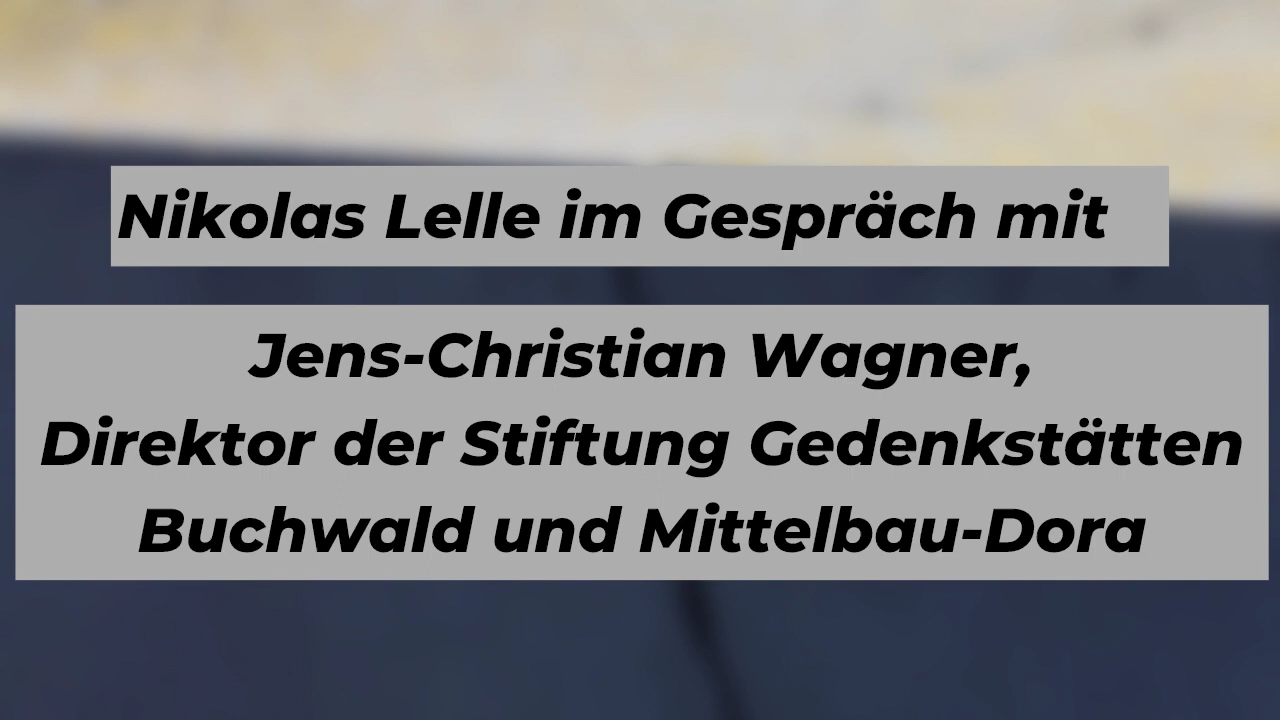 Nikolas Lelle im Gespräch mit
Jens-Christian Wagner,
Direktor der Stiftung Gedenkstätten
Buchwald und Mittelbau-Dora